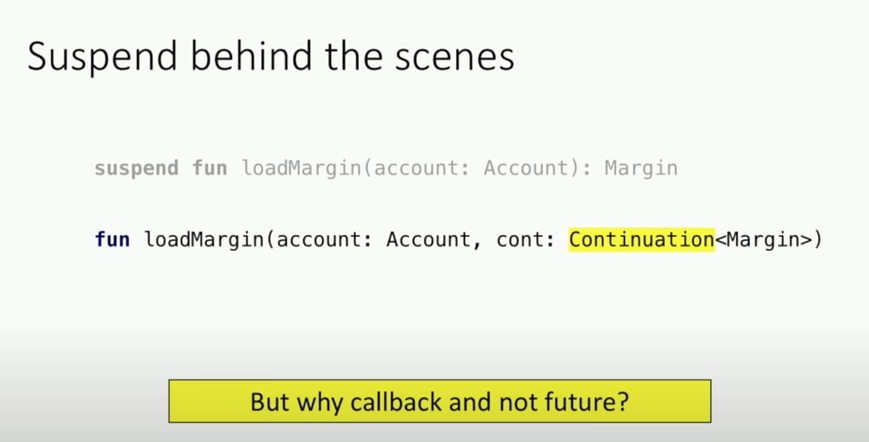 Suspend behind the scenes
suspend fun loadMargin(account: Account): Margin
fun loadMargin(account: Account, cont: Continuation<Margin>)
But why callback and not future?